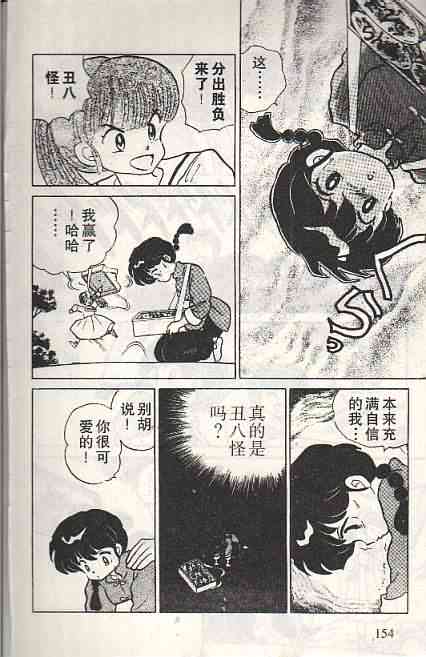 这……
分出胜负
来了！
丑八
怪！
我赢了
！哈哈
……
本来充
满自信
的我…
真的是
丑八怪
吗？
别胡
说！
你很可
爱的！
154